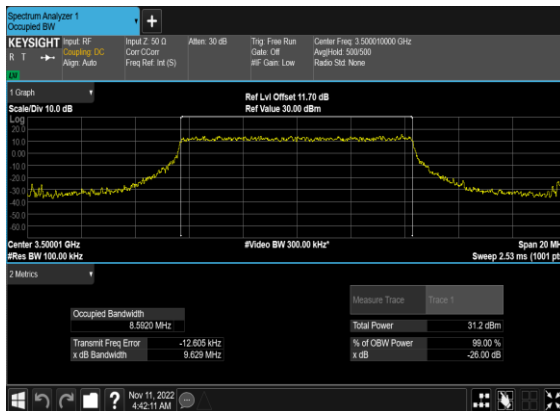 Spectrum Analyzer 1
Occupied BW
KEYSIGHT
R T
Input: RF
Coupling: DC
Align: Auto
Input Z: 50 Ω
Corr CCorr
Freq Ref: Int (S)
Atten: 30 dB
Trig: Free Run
Gate: Off
#IF Gain: Low
Center Freq: 3.500010000 GHz
Avg|Hold: 500/500
Radio Std: None
1 Graph
Scale/Div 10.0 dB
Ref Lvl Offset 11.70 dB
Ref Value 30.00 dBm
Log
20.0
10.0
0.00
-10.0
-20.0
-30.0
-40.0
-50.0
-60.0
Center 3.50001 GHz
#Res BW 100.00 kHz
#Video BW 300.00 kHz*
Span 20 MH
Sweep 2.53 ms (1001 pts
2 Metrics
Measure Trace
Trace 1
Occupied Bandwidth
8.5920 MHz
Total Power
31.2 dBm
Transmit Freq Error
-12.605 kHz
% of OBW Power
99.00 %
x dB Bandwidth
9.629 MHz
x dB
-26.00 dB
?
Nov 11, 2022
4:42:11 AM